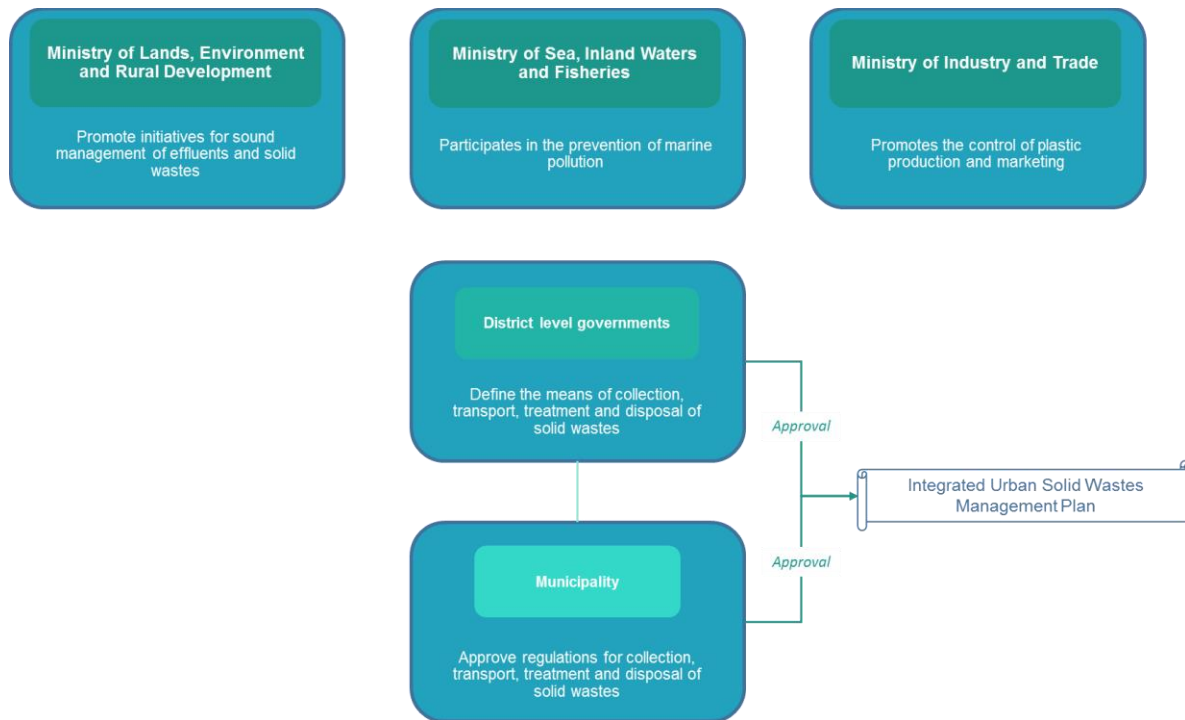 Ministry of Lands, Environment
and Rural Development
Promote initiatives for sound
management of effluents and solid
wastes
Ministry of Sea, Inland Waters
and Fisheries
Participates in the prevention of marine
pollution
Ministry of Industry and Trade
Promotes the control of plastic
production and marketing
District level governments
Define the means of collection,
transport, treatment and disposal of
solid wastes
Approval
Integrated Urban Solid Wastes
Management Plan
Approval
Municipality
Approve regulations for collection,
transport, treatment and disposal of
solid wastes